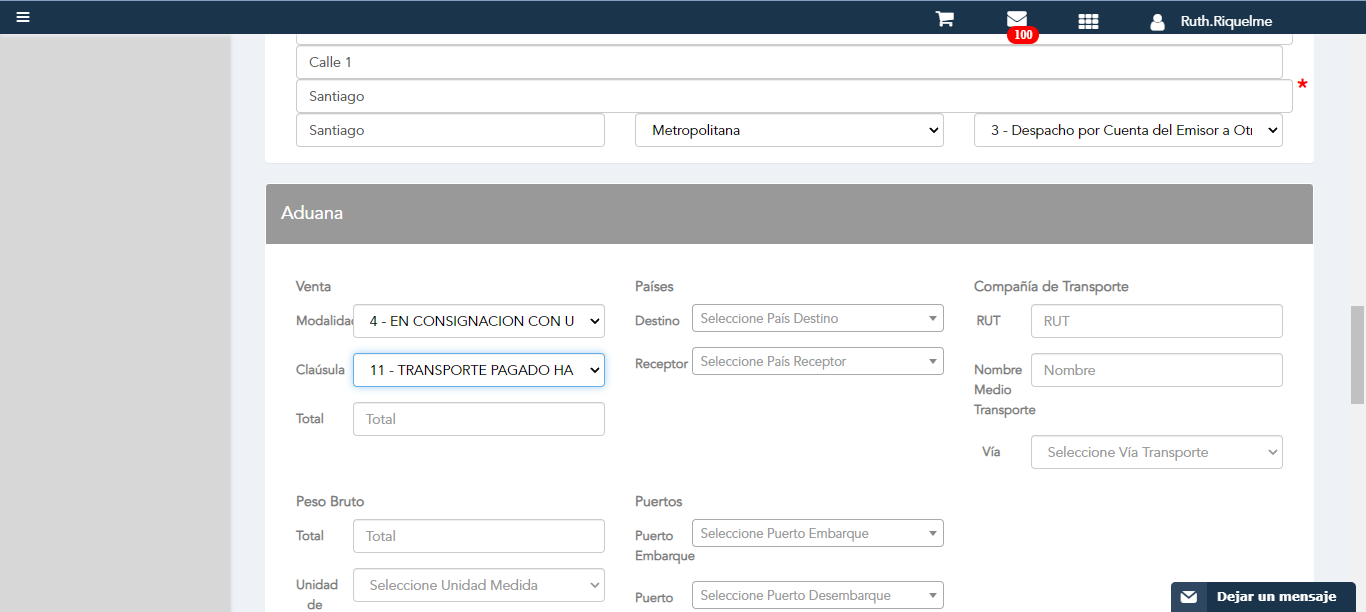 Ruth.Riquelme
100
Calle 1
Santiago
*
Santiago
Metropolitana
3 - Despacho por Cuenta del Emisor a Otr
Aduana
Venta
Modalidad
4 - EN CONSIGNACION CON U
Claúsula
11 - TRANSPORTE PAGADO HA
Total
Total
Países
Destino
Seleccione País Destino
Receptor
Seleccione País Receptor
Compañía de Transporte
RUT
RUT
Nombre
Medio
Transporte
Nombre
Vía
Seleccione Vía Transporte
Peso Bruto
Total
Total
Unidad
de
Seleccione Unidad Medida
Puertos
Puerto
Embarque
Seleccione Puerto Embarque
Puerto
Seleccione Puerto Desembarque
Dejar un mensaje